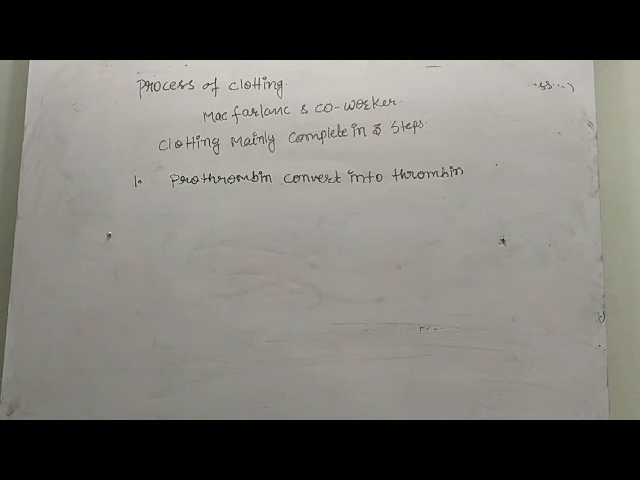 Process of Clotting
Macfarlane & co-worker.
Clotting Mainly Complete in 3 Steps.
1. Prothrombin convert into thrombin